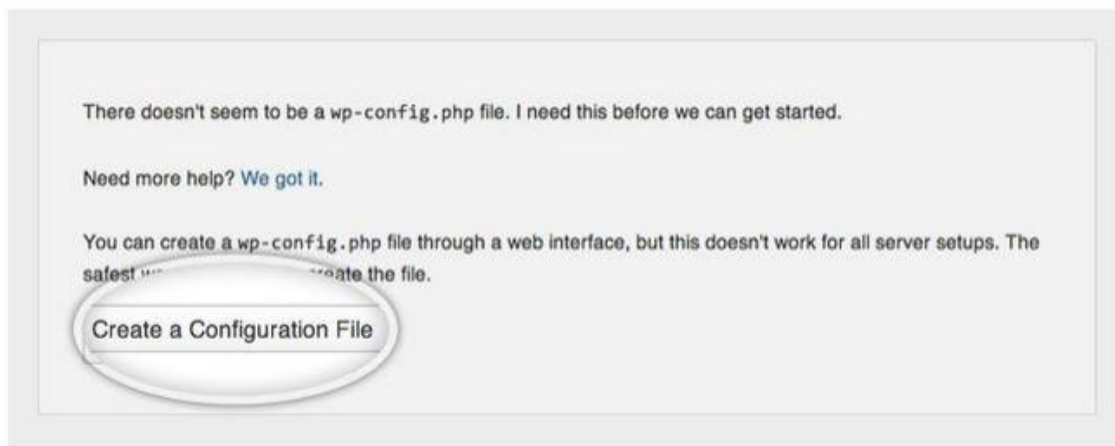 There doesn't seem to be a wp-config.php file. I need this before we can get started.
Need more help? We got it.
You can create a wp-config.php file through a web interface, but this doesn't work for all server setups. The
safest the file.
Create a Configuration File